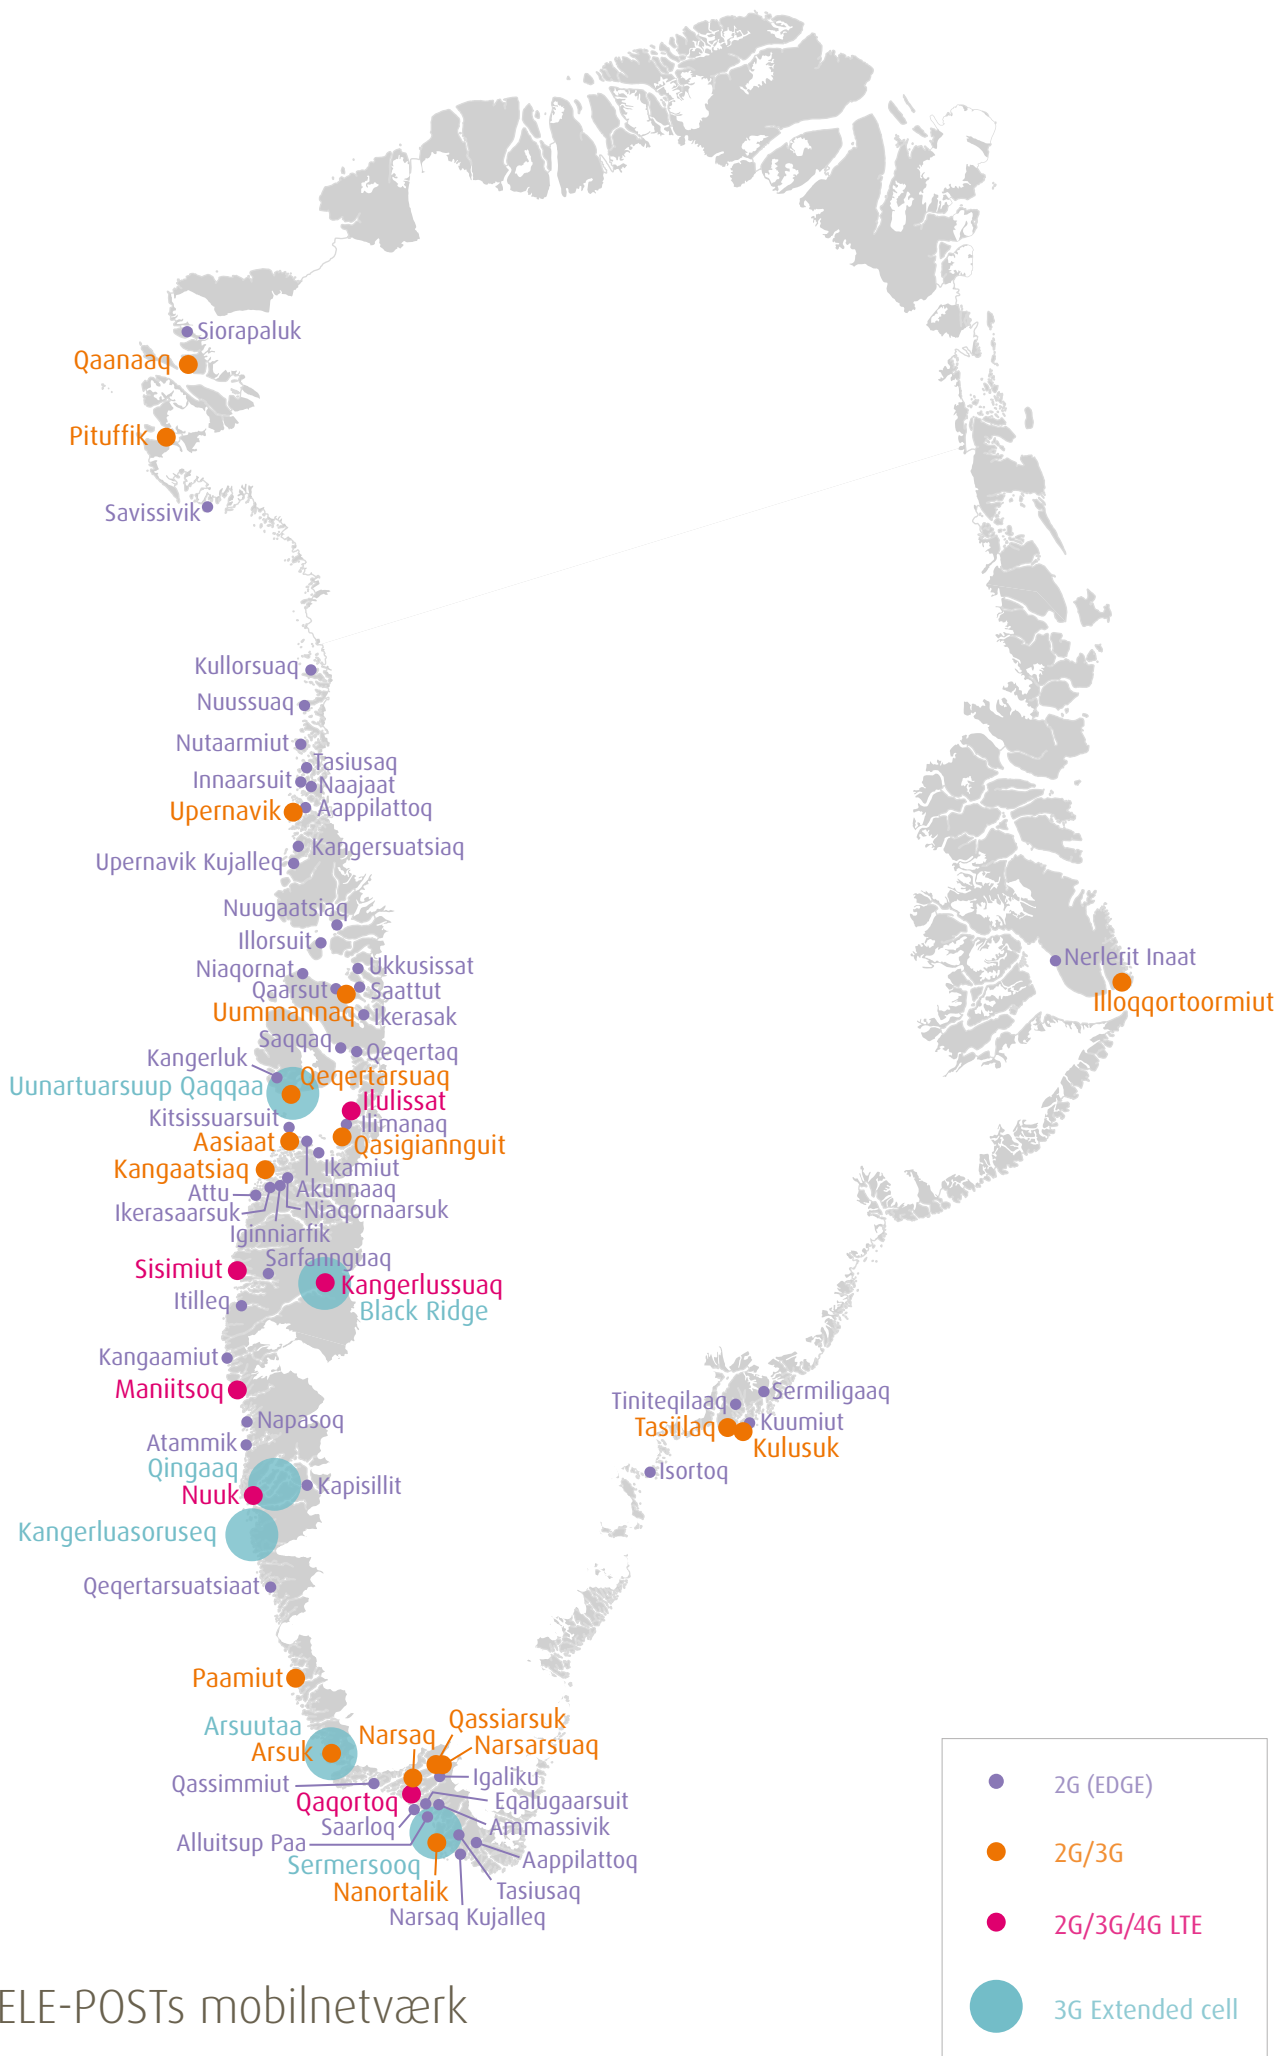 Siorapaluk
Qaanaaq
Pituffik
Savissivik
Kullorsuaq
Nuussuaq
Nutaarmiut
Tasiusaq
Innaarsuit
Naajaat
Upernavik
Aappilattoq
Kangersuatsiaq
Upernavik Kujalleq
Nuugaatsiaq
Illorsuit
Nerlerit Inaat
Niaqornat
Ukkusissat
Qaarsut
Saattut
Illoqqortoormiut
Uummannaq
Ikerasak
Saqqaq
Qeqertaq
Kangerluk
Qeqertarsuaq
Uunartuarsuup Qaqqaa
Ilulissat
Kitsissuarsuit
Ilimanaq
Aasiaat
Qasigiannguit
Kangaatsiaq
Ikamiut
Attu
Akunnaaq
Ikerasaarsuk
Niaqornaarsuk
Iginniarfik
Sarfannguaq
Sisimiut
Kangerlussuaq
Itilleq
Black Ridge
Kangaamiut
Maniitsoq
Sermiligaaq
Tiniteqilaaq
Napasoq
Kuumiut
Tasiilaq
Atammik
Kulusuk
Qingaaq
Isortoq
Kapisillit
Nuuk
Kangerluasoruseq
Qeqertarsuatsiaat
Paamiut
Qassiarsuk
Arsuutaa
Narsaq
Narsarsuaq
Arsuk
Igaliku
Qassimmiut
Qaqortoq
Eqalugaarsuit
Saarloq
Ammassivik
Alluitsup Paa
Aappilattoq
Sermersooq
Nanortalik
Tasiusaq
Narsaq Kujalleq
2G (EDGE)
2G/3G
2G/3G/4G LTE
3G Extended cell
ELE-POSTs mobilnetværk